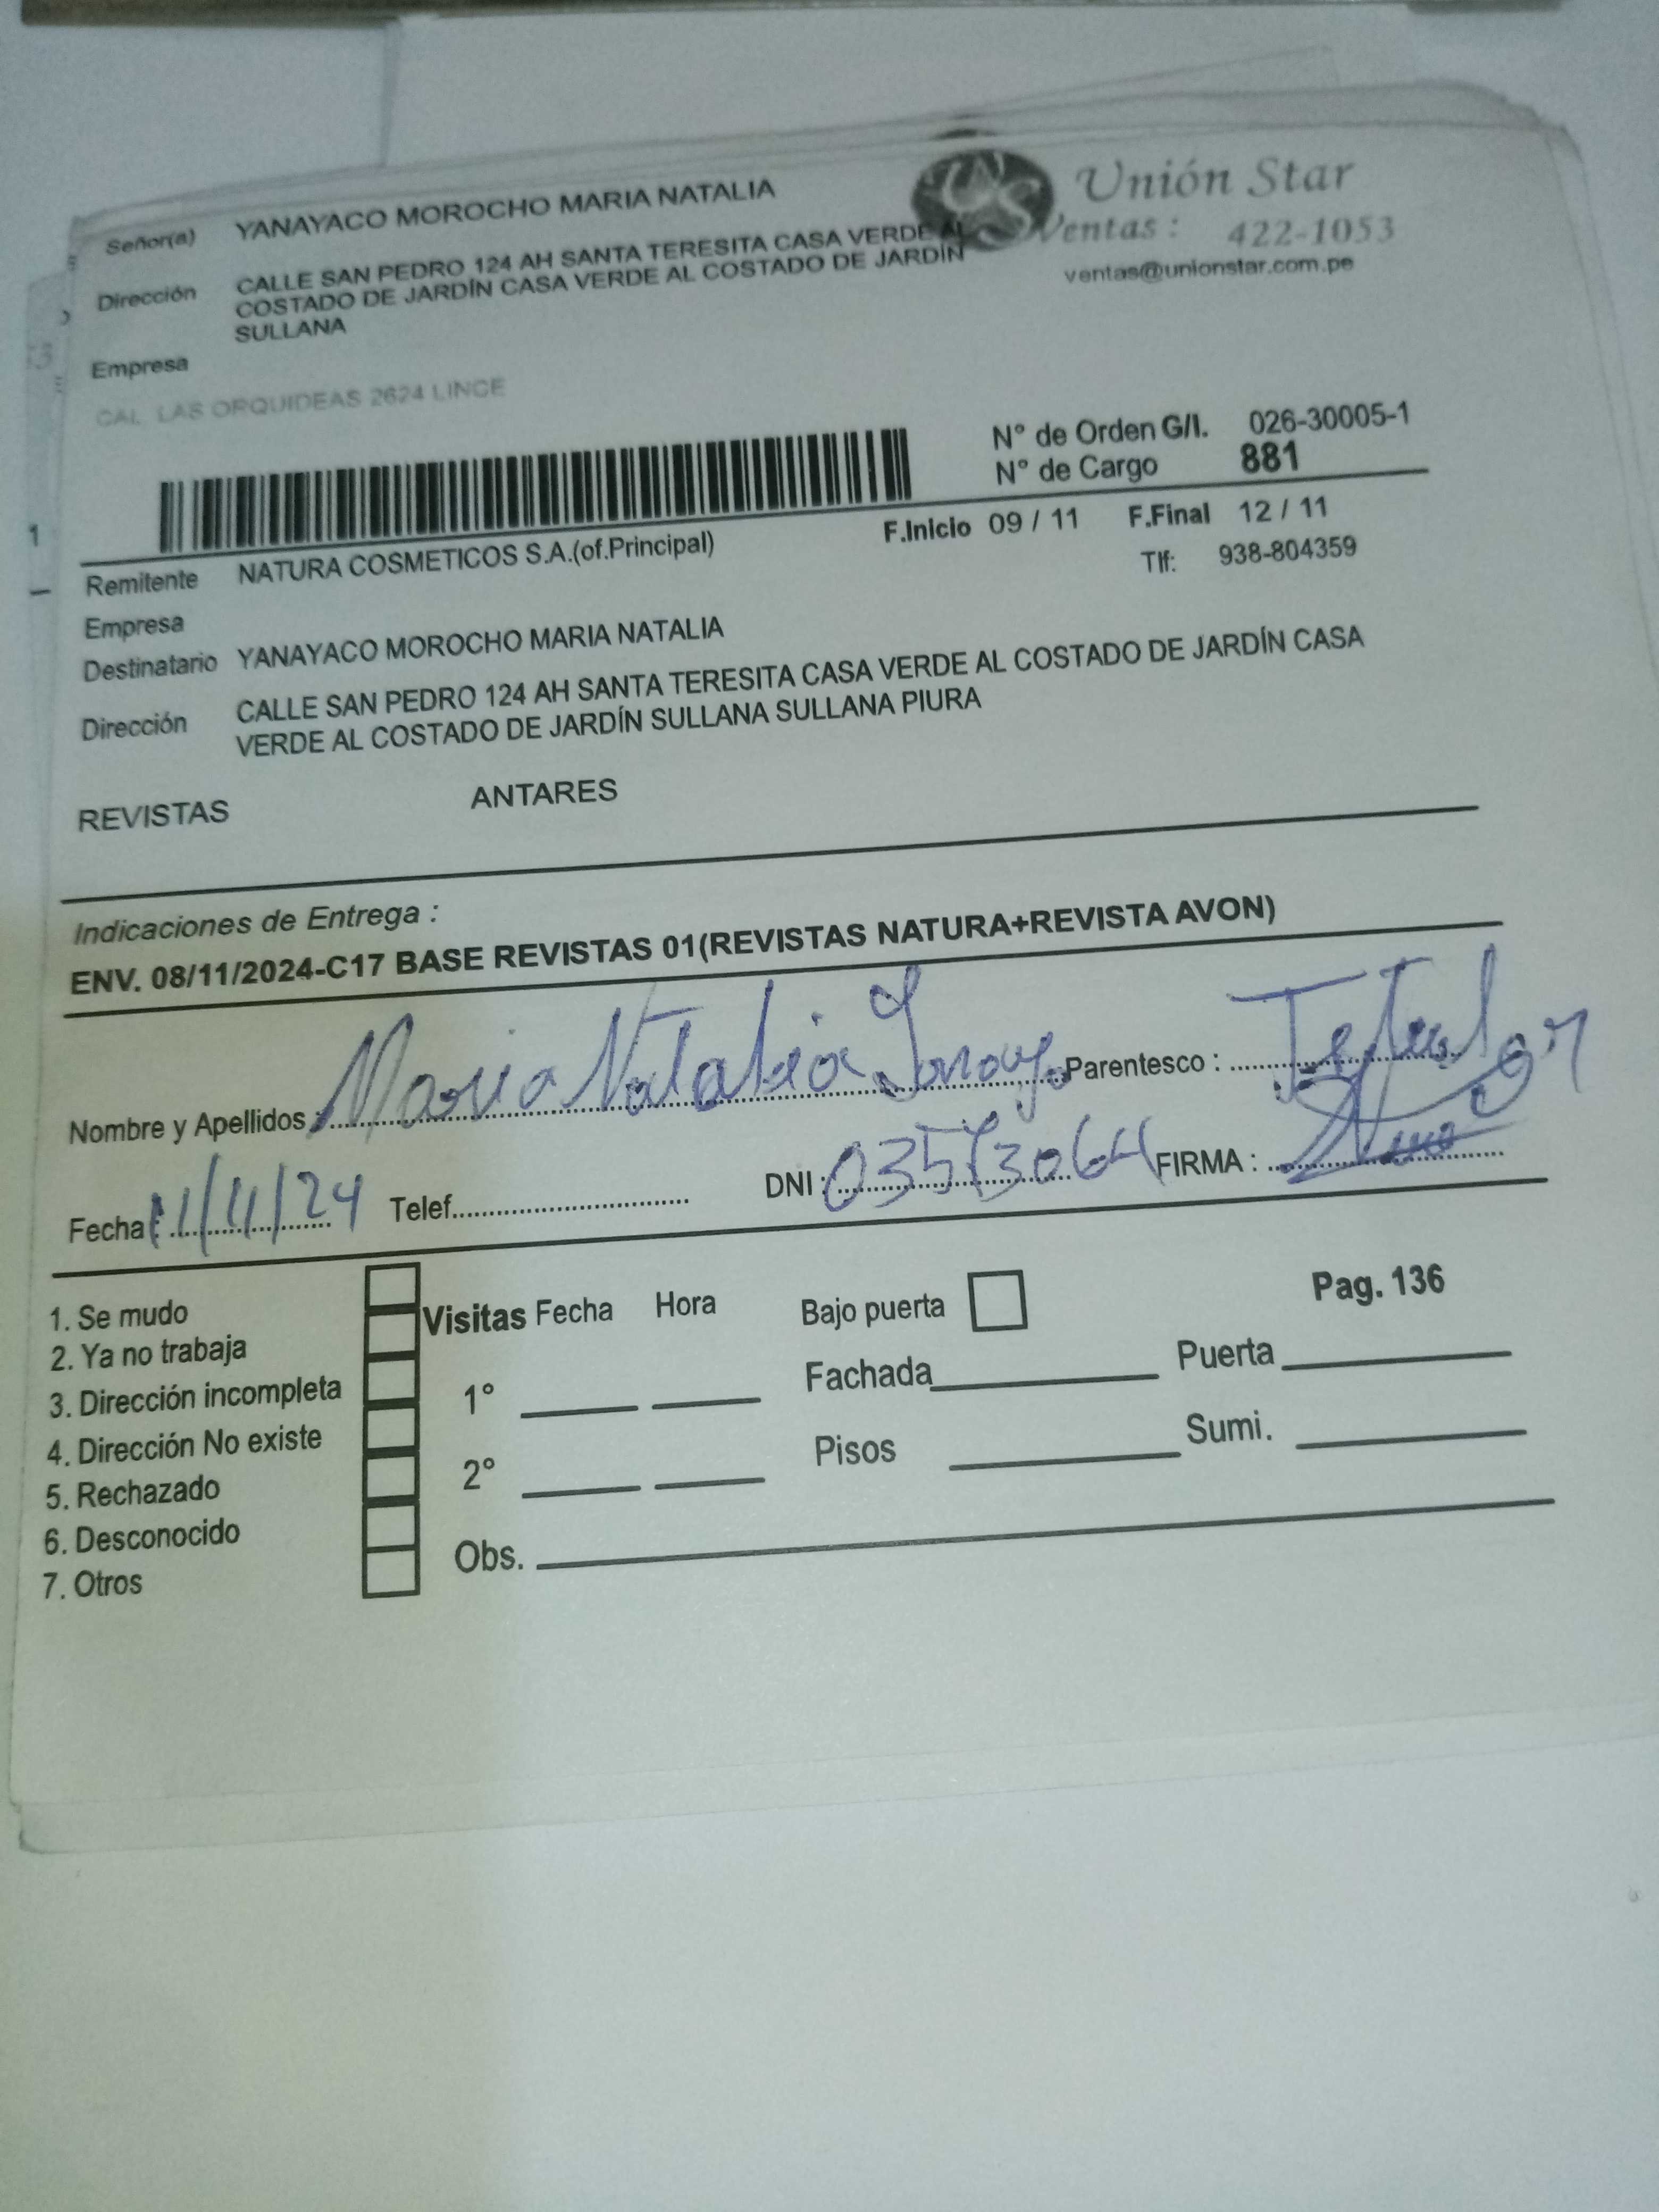 Unión Star
Ventas : 422-1053
ventas@unionstar.com.pe
Señor(a) YANAYACO MOROCHO MARIA NATALIA
Dirección CALLE SAN PEDRO 124 AH SANTA TERESITA CASA VERDE AL
COSTADO DE JARDÍN CASA VERDE AL COSTADO DE JARDÍN
SULLANA
Empresa
CAL LAS ORQUIDEAS 2624 LINCE
N° de Orden G/I. 026-30005-1
N° de Cargo 881
F.Inicio 09 / 11 F.Final 12 / 11
Remitente NATURA COSMETICOS S.A.(of.Principal) Tlf: 938-804359
Empresa
Destinatario YANAYACO MOROCHO MARIA NATALIA
Dirección CALLE SAN PEDRO 124 AH SANTA TERESITA CASA VERDE AL COSTADO DE JARDÍN CASA
VERDE AL COSTADO DE JARDÍN SULLANA SULLANA PIURA
REVISTAS ANTARES
Indicaciones de Entrega :
ENV. 08/11/2024-C17 BASE REVISTAS 01(REVISTAS NATURA+REVISTA AVON)
Nombre y Apellidos : Maria Natalia Parentesco :
Fecha : 11/11/24 Telef. DNI : FIRMA :
1. Se mudo
2. Ya no trabaja
3. Dirección incompleta
4. Dirección No existe
5. Rechazado
6. Desconocido
7. Otros
Visitas Fecha Hora
1°
2°
Obs.
Bajo puerta Pag. 136
Fachada Puerta
Pisos Sumi.